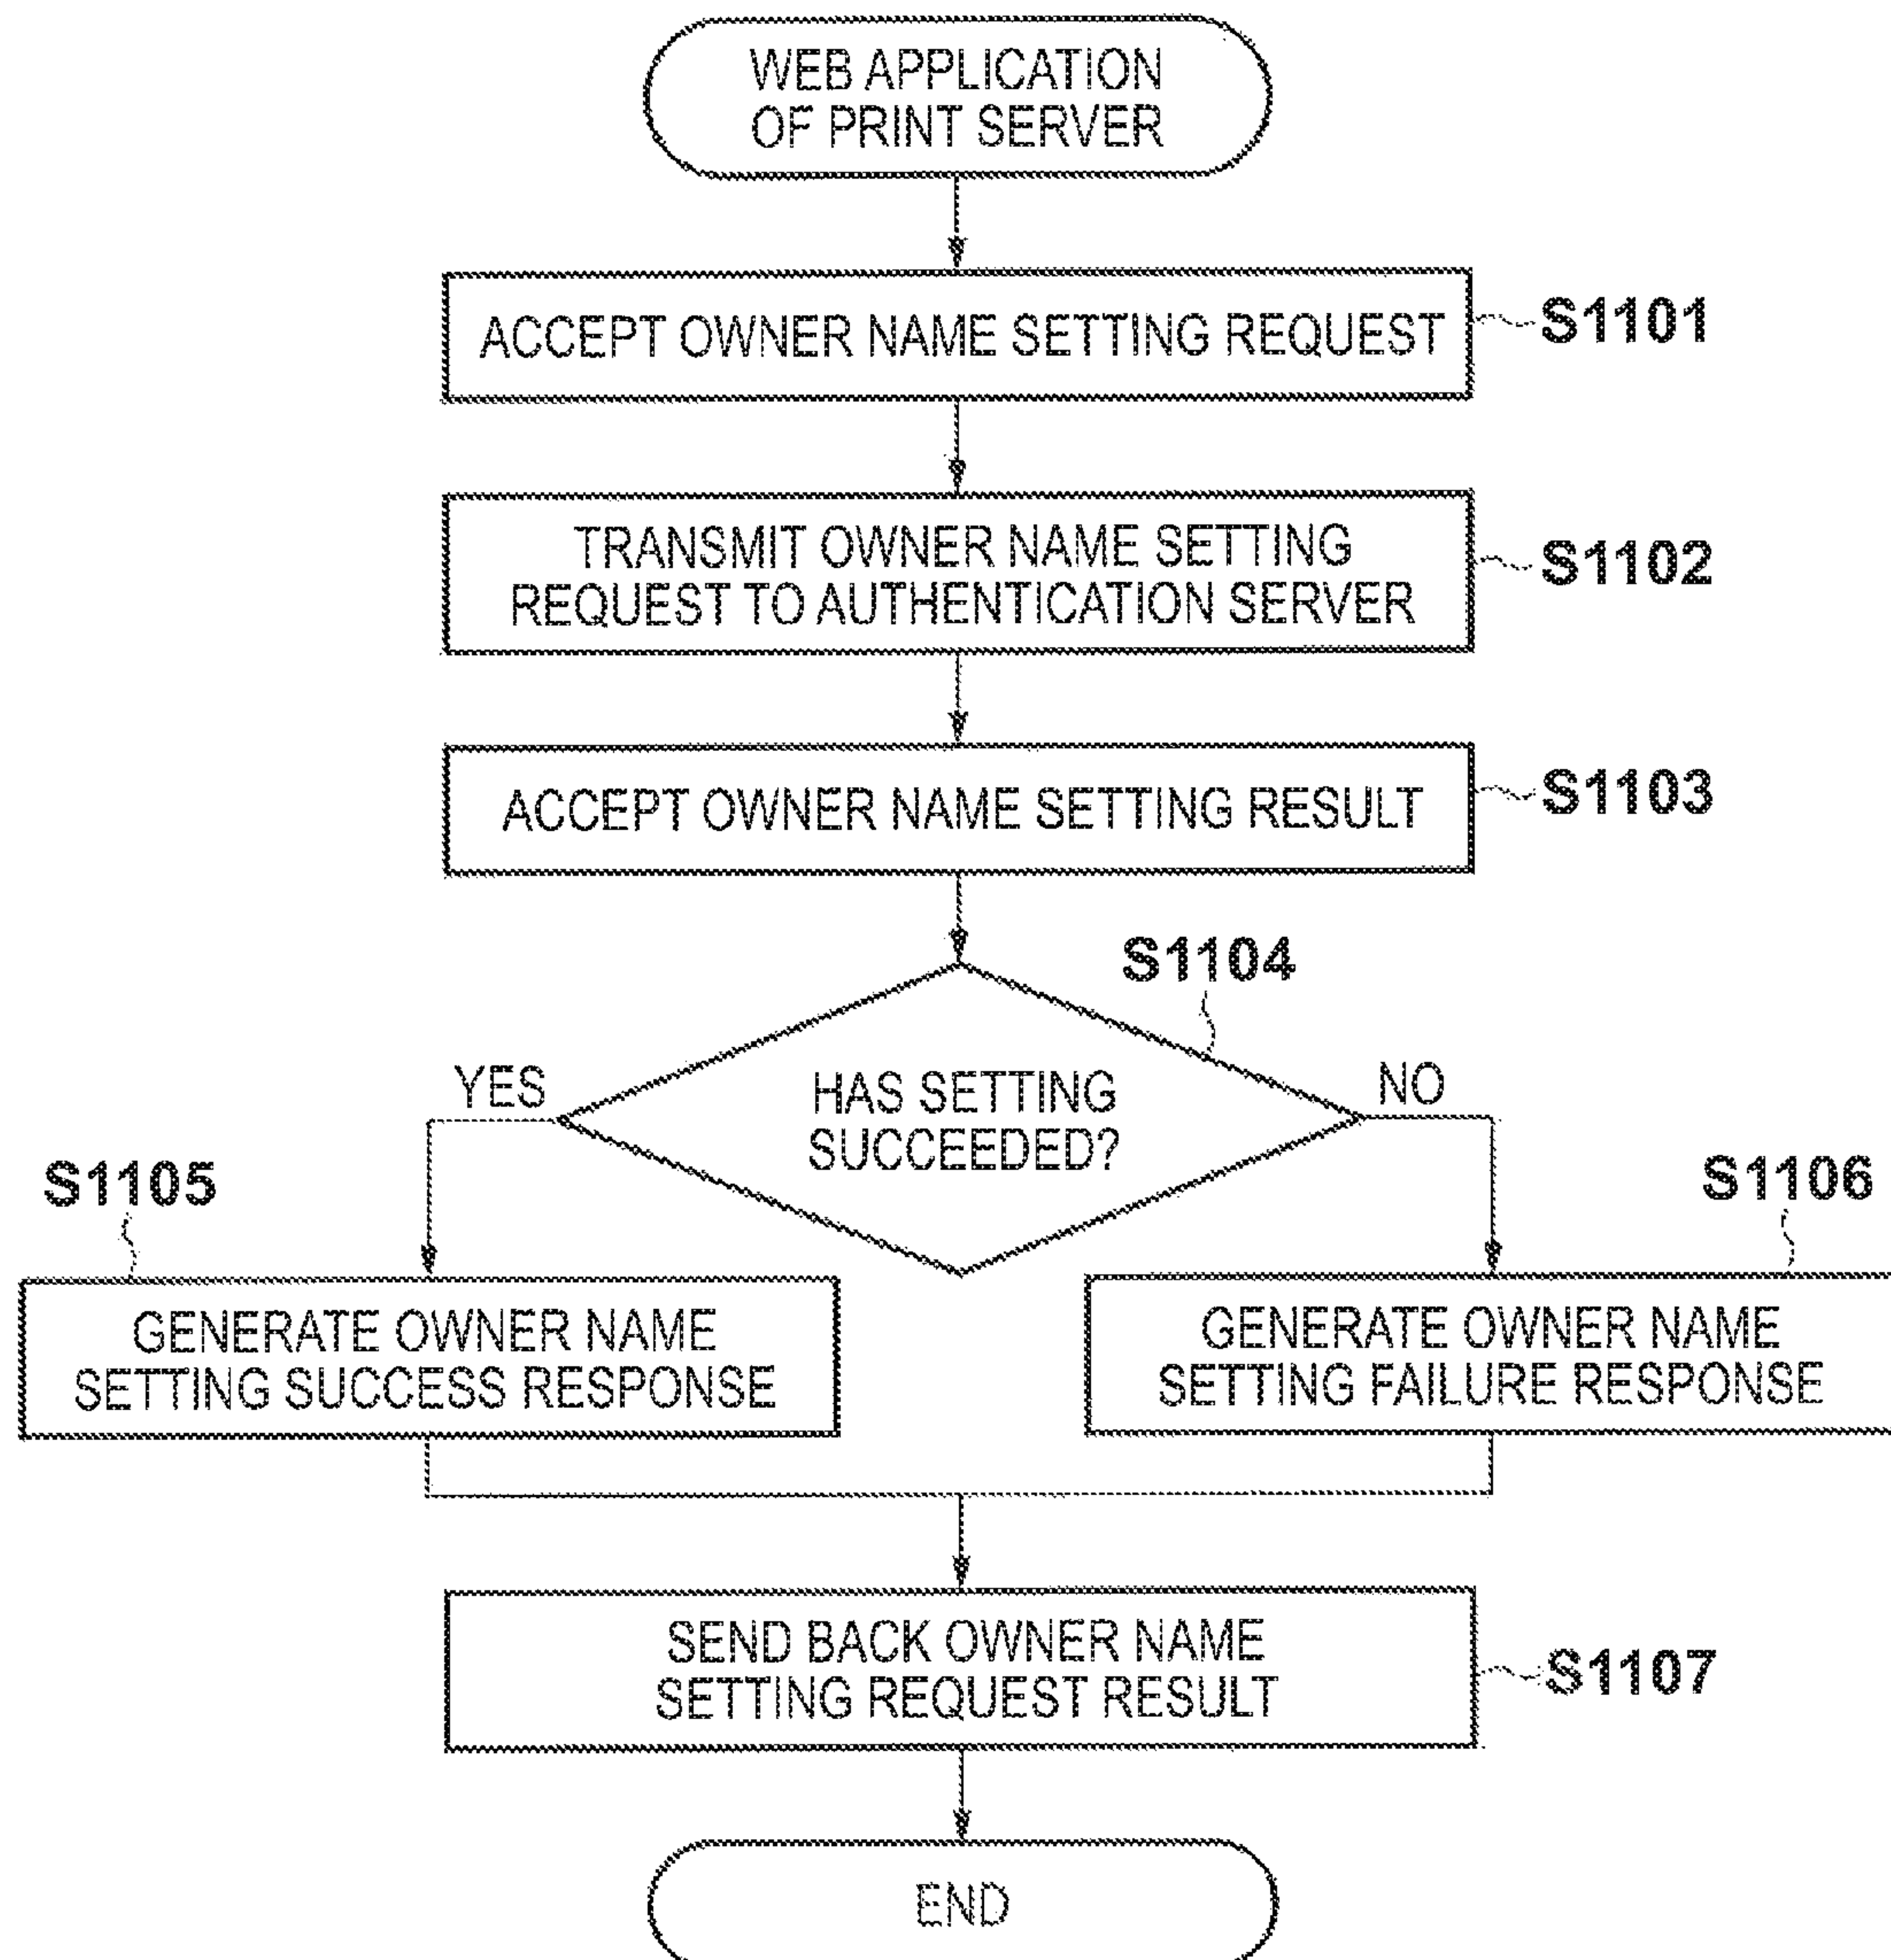 WEB APPLICATION
OF PRINT SERVER
ACCEPT OWNER NAME SETTING REQUEST
S1101
TRANSMIT OWNER NAME SETTING
REQUEST TO AUTHENTICATION SERVER
S1102
ACCEPT OWNER NAME SETTING RESULT
S1103
S1104
HAS SETTING
SUCCEEDED?
YES
NO
S1105
GENERATE OWNER NAME
SETTING SUCCESS RESPONSE
S1106
GENERATE OWNER NAME
SETTING FAILURE RESPONSE
SEND BACK OWNER NAME
SETTING REQUEST RESULT
S1107
END